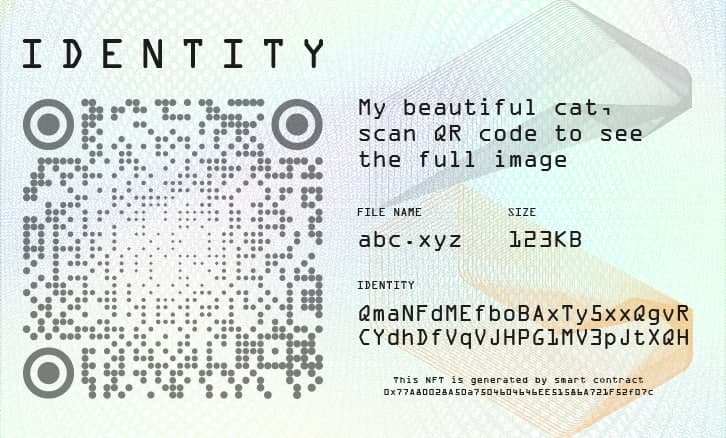 IDENTITY
My beautiful cat,
scan QR code to see
the full image
FILE NAME
SIZE
abc.xyz
123KB
IDENTITY
QmaNFdMEfboBAxTy5xxQgvR
CYdhDfVqVJHPG1MV3pJtXQH
This NFT is generated by smart contract